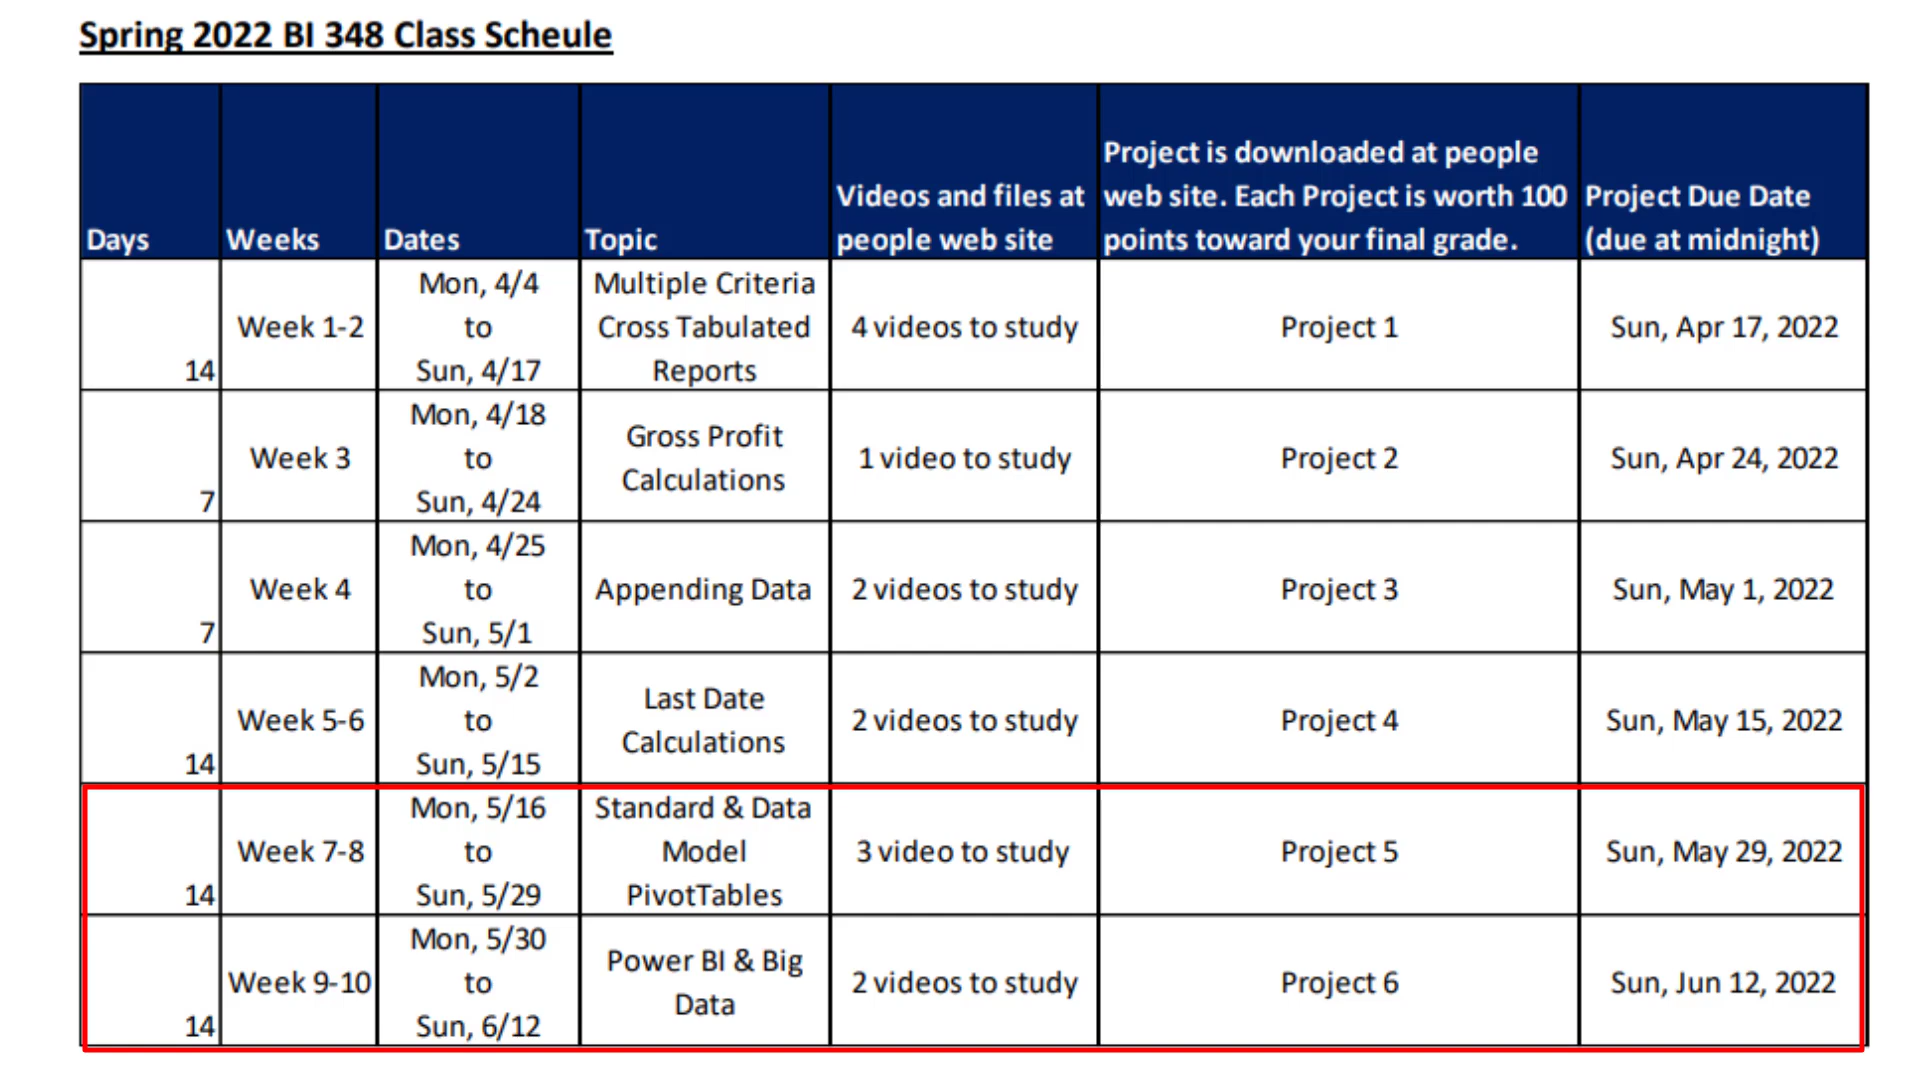 Spring 2022 BI 348 Class Scheule
Days
Weeks
Dates
Topic
Videos and files at
people web site
Project is downloaded at people
web site. Each Project is worth 100
points toward your final grade.
Project Due Date
(due at midnight)
14
Week 1-2
Mon, 4/4
to
Sun, 4/17
Multiple Criteria
Cross Tabulated
Reports
4 videos to study
Project 1
Sun, Apr 17, 2022
7
Week 3
Mon, 4/18
to
Sun, 4/24
Gross Profit
Calculations
1 video to study
Project 2
Sun, Apr 24, 2022
7
Week 4
Mon, 4/25
to
Sun, 5/1
Appending Data
2 videos to study
Project 3
Sun, May 1, 2022
14
Week 5-6
Mon, 5/2
to
Sun, 5/15
Last Date
Calculations
2 videos to study
Project 4
Sun, May 15, 2022
14
Week 7-8
Mon, 5/16
to
Sun, 5/29
Standard & Data
Model
PivotTables
3 video to study
Project 5
Sun, May 29, 2022
14
Week 9-10
Mon, 5/30
to
Sun, 6/12
Power BI & Big
Data
2 videos to study
Project 6
Sun, Jun 12, 2022